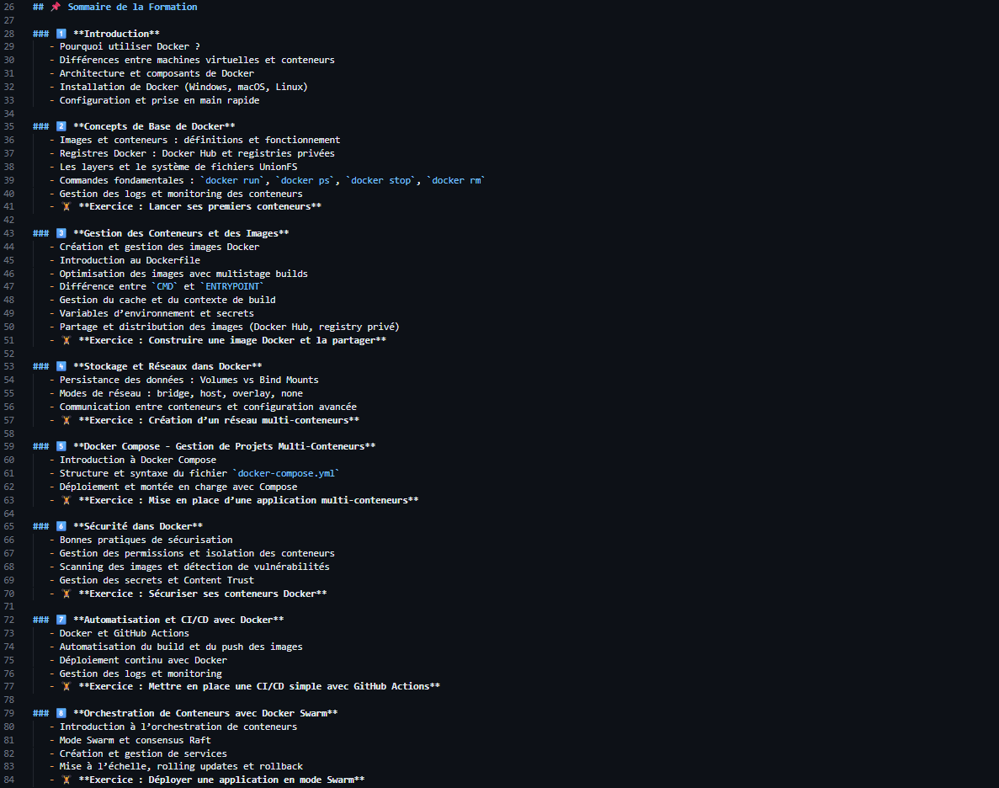 26 ## 📌 Sommaire de la Formation
27
28 ### 1️⃣ **Introduction**
29 - Pourquoi utiliser Docker ?
30 - Différences entre machines virtuelles et conteneurs
31 - Architecture et composants de Docker
32 - Installation de Docker (Windows, macOS, Linux)
33 - Configuration et prise en main rapide
34
35 ### 2️⃣ **Concepts de Base de Docker**
36 - Images et conteneurs : définitions et fonctionnement
37 - Registres Docker : Docker Hub et registries privées
38 - Les layers et le système de fichiers UnionFS
39 - Commandes fondamentales : `docker run`, `docker ps`, `docker stop`, `docker rm`
40 - Gestion des logs et monitoring des conteneurs
41 - 🏋 **Exercice : Lancer ses premiers conteneurs**
42
43 ### 3️⃣ **Gestion des Conteneurs et des Images**
44 - Création et gestion des images Docker
45 - Introduction au Dockerfile
46 - Optimisation des images avec multistage builds
47 - Différence entre `CMD` et `ENTRYPOINT`
48 - Gestion du cache et du contexte de build
49 - Variables d’environnement et secrets
50 - Partage et distribution des images (Docker Hub, registry privé)
51 - 🏋 **Exercice : Construire une image Docker et la partager**
52
53 ### 4️⃣ **Stockage et Réseaux dans Docker**
54 - Persistance des données : Volumes vs Bind Mounts
55 - Modes de réseau : bridge, host, overlay, none
56 - Communication entre conteneurs et configuration avancée
57 - 🏋 **Exercice : Création d’un réseau multi-conteneurs**
58
59 ### 5️⃣ **Docker Compose - Gestion de Projets Multi-Conteneurs**
60 - Introduction à Docker Compose
61 - Structure et syntaxe du fichier `docker-compose.yml`
62 - Déploiement et montée en charge avec Compose
63 - 🏋 **Exercice : Mise en place d’une application multi-conteneurs**
64
65 ### 6️⃣ **Sécurité dans Docker**
66 - Bonnes pratiques de sécurisation
67 - Gestion des permissions et isolation des conteneurs
68 - Scanning des images et détection de vulnérabilités
69 - Gestion des secrets et Content Trust
70 - 🏋 **Exercice : Sécuriser ses conteneurs Docker**
71
72 ### 7️⃣ **Automatisation et CI/CD avec Docker**
73 - Docker et GitHub Actions
74 - Automatisation du build et du push des images
75 - Déploiement continu avec Docker
76 - Gestion des logs et monitoring
77 - 🏋 **Exercice : Mettre en place une CI/CD simple avec GitHub Actions**
78
79 ### 8️⃣ **Orchestration de Conteneurs avec Docker Swarm**
80 - Introduction à l’orchestration de conteneurs
81 - Mode Swarm et consensus Raft
82 - Création et gestion de services
83 - Mise à l’échelle, rolling updates et rollback
84 - 🏋 **Exercice : Déployer une application en mode Swarm**